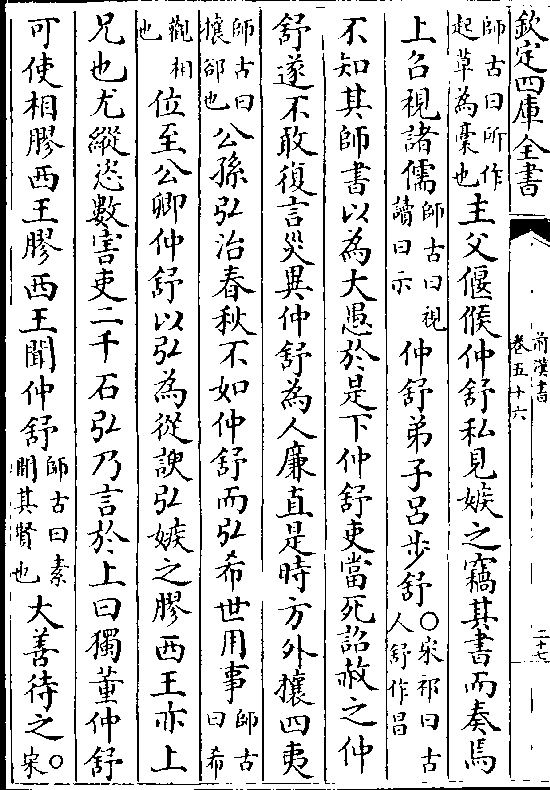 欽定四庫全書
前漢書
卷五十六
二十七
師古曰所作
起草為稾也
主父偃候仲舒私見嫉之竊其書而奏焉
上召視諸儒
師古曰視
讀曰示
仲舒弟子呂步舒
○宋祁曰古
人舒作昌
不知其師書以為大愚於是下仲舒吏當死詔赦之仲
舒遂不敢復言災異仲舒為人廉直是時方外攘四夷
師古曰
攘郤也
公孫弘治春秋不如仲舒而弘希世用事
師古
曰希
觀相
也
位至公卿仲舒以弘為從諛弘嫉之膠西王亦上
兄也尤縱恣數害吏二千石弘乃言於上曰獨董仲舒
可使相膠西王膠西王聞仲舒
師古曰素
聞其賢也
大善待之
○
宋